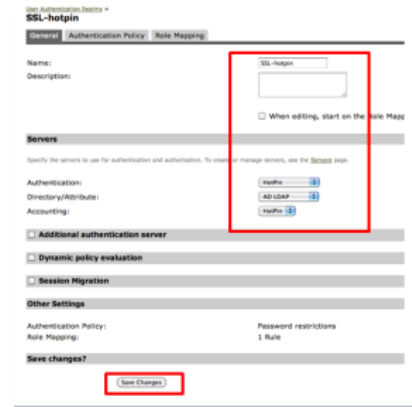 User Authentication Realms >
SSL-hotpin
General Authentication Policy Role Mapping
Name: SSL-hotpin
Description:
When editing, start on the Role Mapp
Servers
Specify the servers to use for authentication and authorization. To create or manage servers, see the Servers page.
Authentication: HotPin
Directory/Attribute: AD LDAP
Accounting: HotPin
Additional authentication server
Dynamic policy evaluation
Session Migration
Other Settings
Authentication Policy: Password restrictions
Role Mapping: 1 Rule
Save changes?
Save Changes